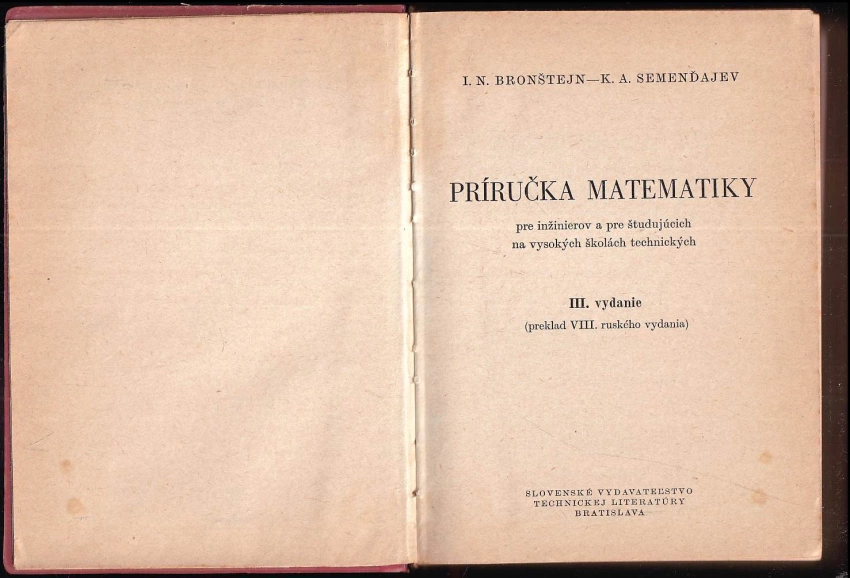 I. N. BRONŠTEJN—K. A. SEMENĎAJEV
PRÍRUČKA MATEMATIKY
pre inžinierov a pre študujúcich
na vysokých školách technických
III. vydanie
(preklad VIII. ruského vydania)
SLOVENSKÉ VYDAVATEĽSTVO
TECHNICKEJ LITERATÚRY
BRATISLAVA